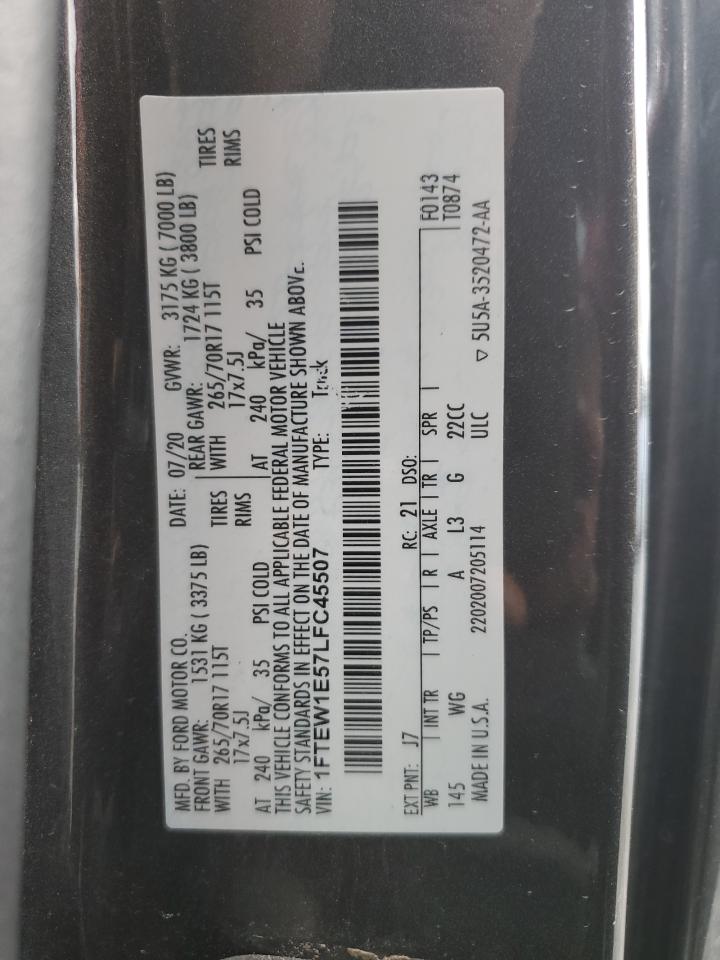 MFD. BY FORD MOTOR CO.
DATE: 07/20 GVWR: 3175 KG ( 7000 LB)
FRONT GAWR: 1531 KG ( 3375 LB) REAR GAWR: 1724 KG ( 3800 LB)
WITH 265/70R17 115T TIRES WITH 265/70R17 115T TIRES
17x7.5J RIMS 17x7.5J RIMS
AT 240 kPa/ 35 PSI COLD AT 240 kPa/ 35 PSI COLD
THIS VEHICLE CONFORMS TO ALL APPLICABLE FEDERAL MOTOR VEHICLE
SAFETY STANDARDS IN EFFECT ON THE DATE OF MANUFACTURE SHOWN ABOVE.
VIN: 1FTEW1E57LFC45507 TYPE: Truck
EXT PNT: J7 RC: 21 DSO:
WB | INT TR | TP/PS | R | AXLE | TR | SPR | F0143
145 WG A L3 G 22CC T0874
MADE IN U.S.A. 2202007205114 ULC ▽ 5U5A-3520472-AA